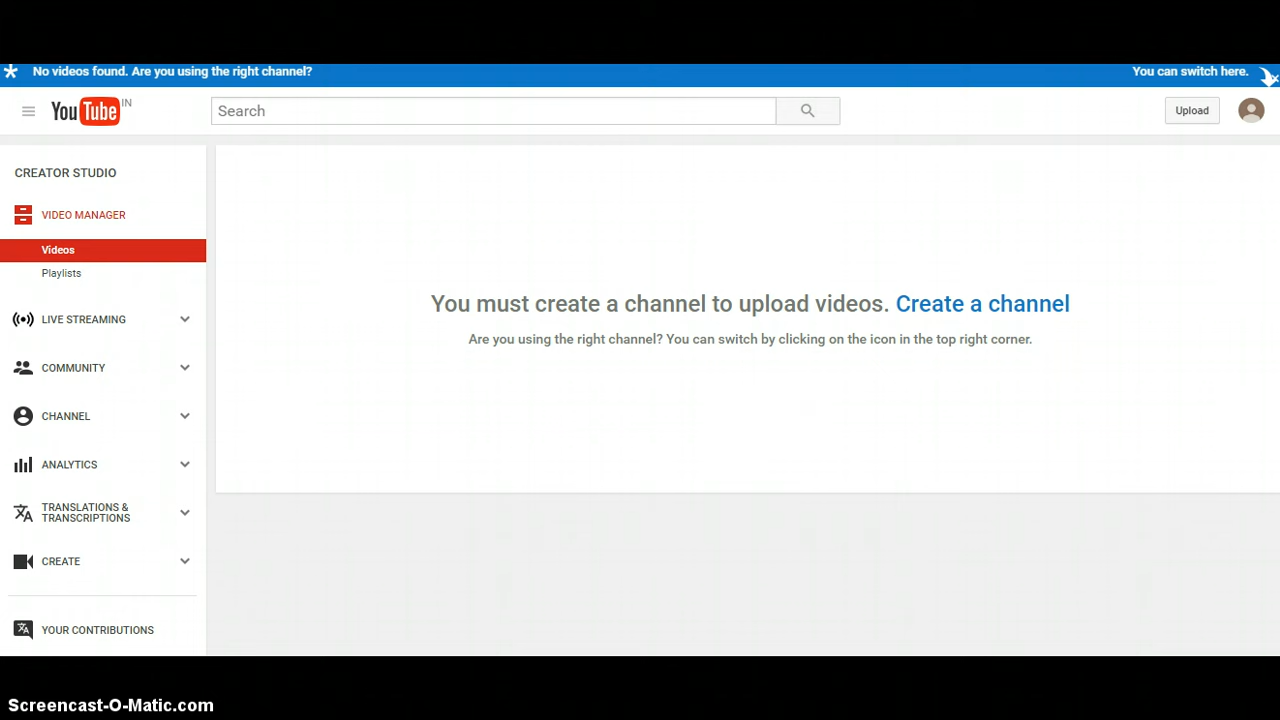 No videos found. Are you using the right channel?
You can switch here.
YouTube IN
Search
Upload
CREATOR STUDIO
VIDEO MANAGER
Videos
Playlists
LIVE STREAMING
COMMUNITY
CHANNEL
ANALYTICS
TRANSLATIONS &
TRANSCRIPTIONS
CREATE
YOUR CONTRIBUTIONS
You must create a channel to upload videos. Create a channel
Are you using the right channel? You can switch by clicking on the icon in the top right corner.
Screencast-O-Matic.com